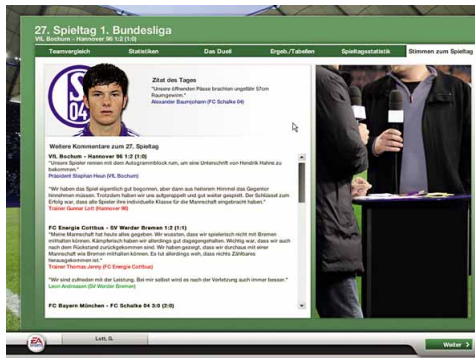 27. Spieltag 1. Bundesliga
VfL Bochum - Hannover 96 1:2 (1:0)
Teamvergleich
Statistiken
Das Duell
Ergeb./Tabellen
Spieltagsstatistik
Stimmen zum Spieltag
Zitat des Tages
"Unsere öffnenden Pässe brachten ungefähr 57cm
Raumgewinn."
Alexander Baumjohann (FC Schalke 04)
Weitere Kommentare zum 27. Spieltag
VfL Bochum - Hannover 96 1:2 (1:0)
"Unsere Spieler rennen mit dem Autogrammblock rum, um eine Unterschrift von Hendrik Hahne zu
bekommen."
Präsident Stephan Heun (VfL Bochum)
"Wir haben das Spiel eigentlich gut begonnen, aber dann aus heiterem Himmel das Gegentor
hinnehmen müssen. Trotzdem haben wir uns aufgerappelt und gut weiter gespielt. Der Schlüssel zum
Erfolg war, dass alle Spieler ihre individuelle Klasse für die Mannschaft eingebracht haben."
Trainer Gunnar Lott (Hannover 96)
FC Energie Cottbus - SV Werder Bremen 1:2 (1:1)
"Meine Mannschaft hat heute alles gegeben. Wir wussten, dass wir spielerisch nicht mit Bremen
mithalten können. Kämpferisch haben wir allerdings gut dagegengehalten. Wichtig war, dass wir auch
nach dem Rückstand zurückgekommen sind. Wir haben gezeigt, dass wir durchaus mit einer
Mannschaft wie Bremen mithalten können. Es tut allerdings weh, dass nichts Zählbares
herausgekommen ist."
Trainer Thomas Jenny (FC Energie Cottbus)
"Wir sind zufrieden mit der Leistung. Bei mir selbst wird es nach der Verletzung auch immer besser."
Leon Andreasen (SV Werder Bremen)
FC Bayern München - FC Schalke 04 3:0 (2:0)
S
04
EA
Lott, G.
Weiter